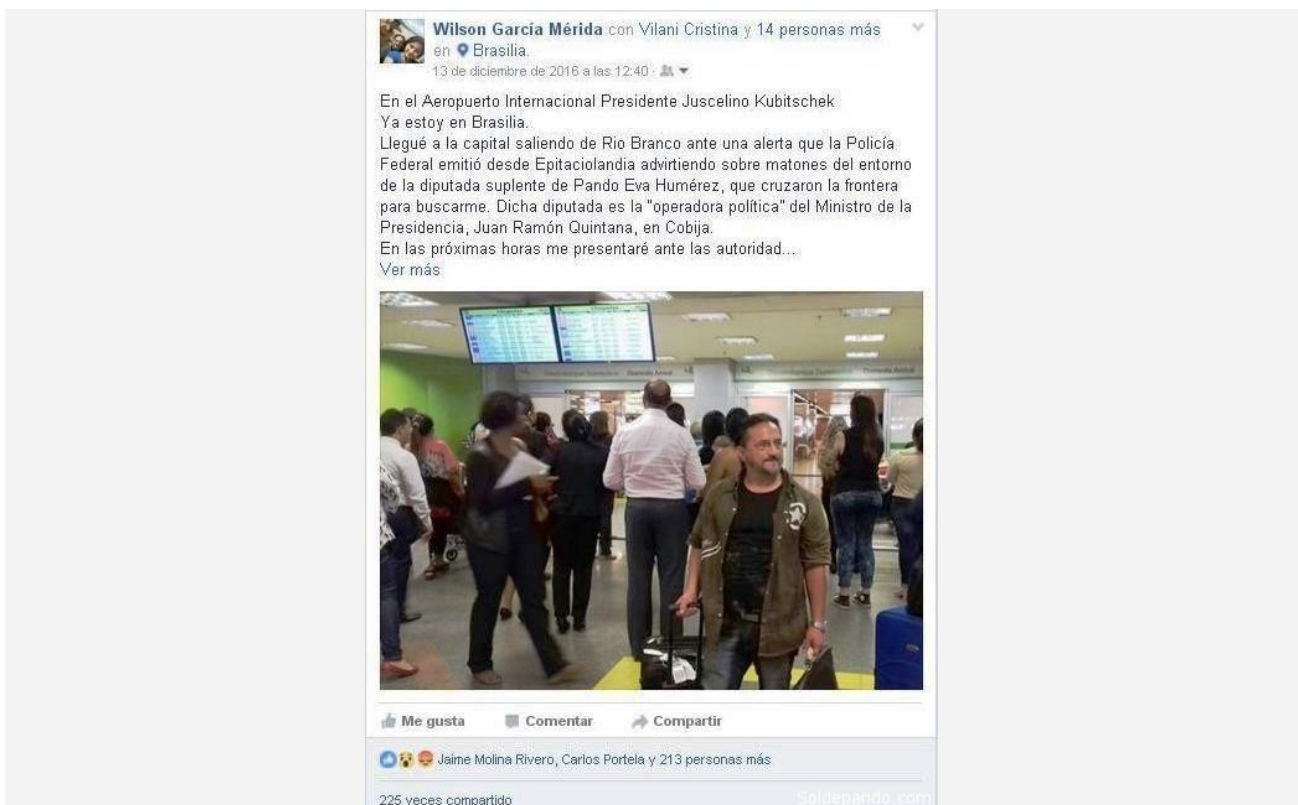 Wilson García Mérida con Vilani Cristina y 14 personas más
en Brasilia.
13 de diciembre de 2016 a las 12:40 ·
En el Aeropuerto Internacional Presidente Juscelino Kubitschek
Ya estoy en Brasilia.
Llegué a la capital saliendo de Rio Branco ante una alerta que la Policía
Federal emitió desde Epitaciolandia advirtiendo sobre matones del entorno
de la diputada suplente de Pando Eva Humérez, que cruzaron la frontera
para buscarme. Dicha diputada es la "operadora política" del Ministro de la
Presidencia, Juan Ramón Quintana, en Cobija.
En las próximas horas me presentaré ante las autoridad...
Ver más
Me gusta Comentar Compartir
Jaime Molina Rivero, Carlos Portela y 213 personas más
225 veces compartido
Soldepando.com